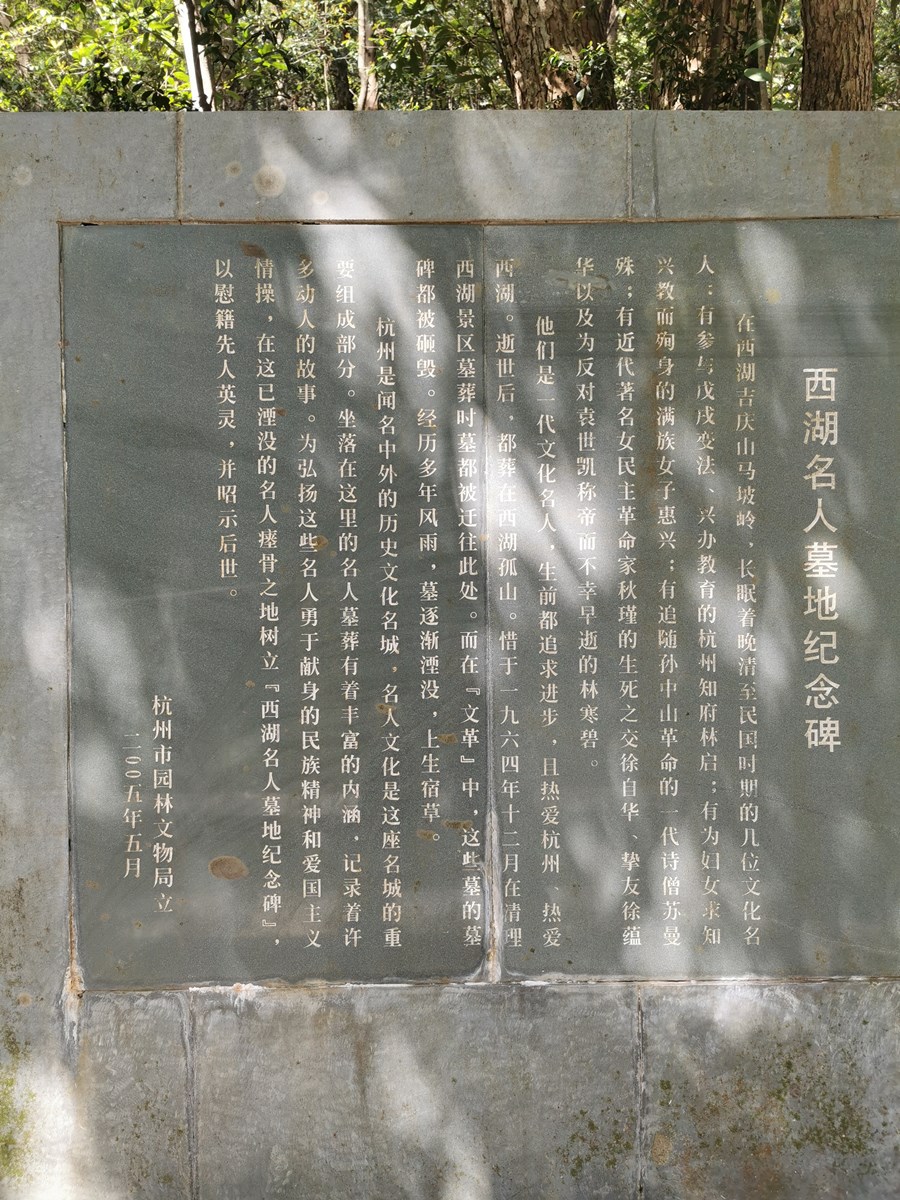 西湖名人墓地纪念碑
在西湖吉庆山马坡岭，长眠着晚清至民国时期的几位文化名
人：有参与戊戌变法、兴办教育的杭州知府林启；有为妇女求知
兴教而殉身的满族女子惠兴；有追随孙中山革命的一代诗僧苏曼
殊；有近代著名女民主革命家秋瑾的生死之交徐自华、挚友徐蕴
华以及为反对袁世凯称帝而不幸早逝的林寒碧。
他们是一代文化名人，生前都追求进步，且热爱杭州、热爱
西湖。逝世后，都葬在西湖孤山。惜于一九六四年十二月在清理
西湖景区墓葬时墓都被迁往此处。而在『文革』中，这些墓的墓
碑都被砸毁。经历多年风雨，墓逐渐湮没，上生宿草。
杭州是闻名中外的历史文化名城，名人文化是这座名城的重
要组成部分。坐落在这里的名人墓葬有着丰富的内涵，记录着许
多动人的故事。为弘扬这些名人勇于献身的民族精神和爱国主义
情操，在这已湮没的名人瘗骨之地树立『西湖名人墓地纪念碑』，
以慰籍先人英灵，并昭示后世。
杭州市园林文物局立
二〇〇五年五月